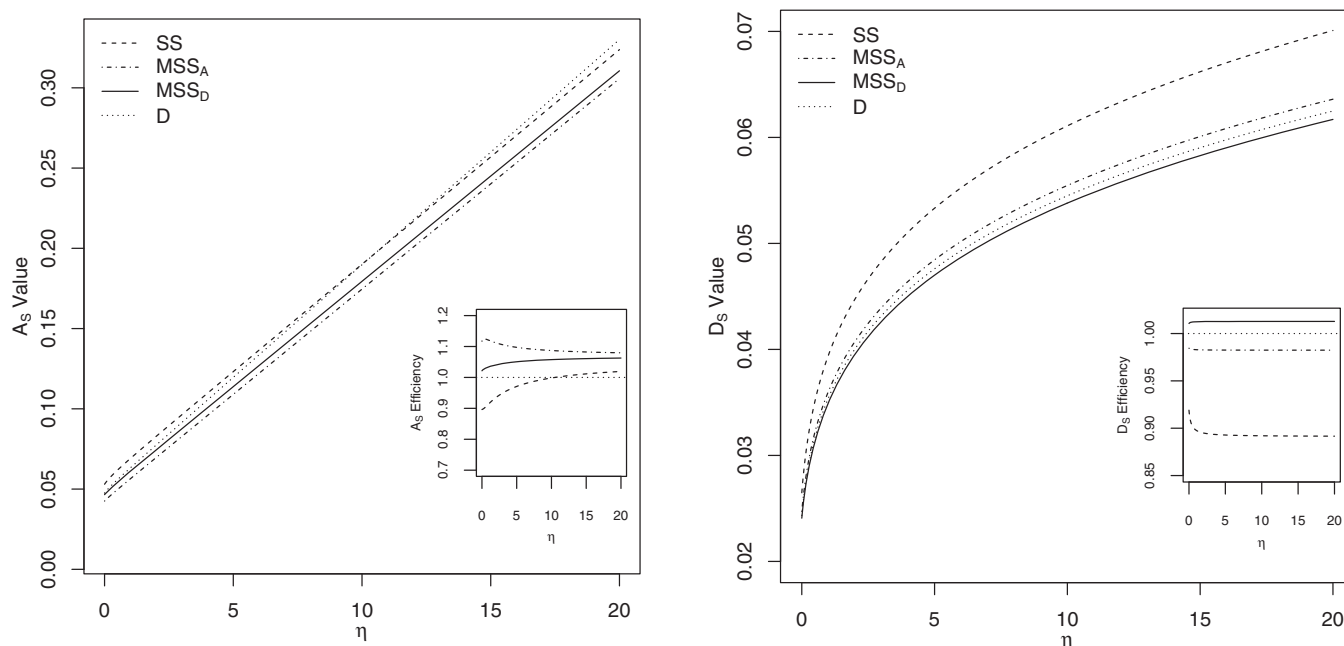 SS
MSS_A
MSS_D
D
A_S Value
0.00 0.05 0.10 0.15 0.20 0.25 0.30
0 5 10 15 20
η
A_S Efficiency
0.7 0.8 0.9 1.0 1.1 1.2
0 5 10 15 20
η
SS
MSS_A
MSS_D
D
D_S Value
0.02 0.03 0.04 0.05 0.06 0.07
0 5 10 15 20
η
D_S Efficiency
0.85 0.90 0.95 1.00
0 5 10 15 20
η